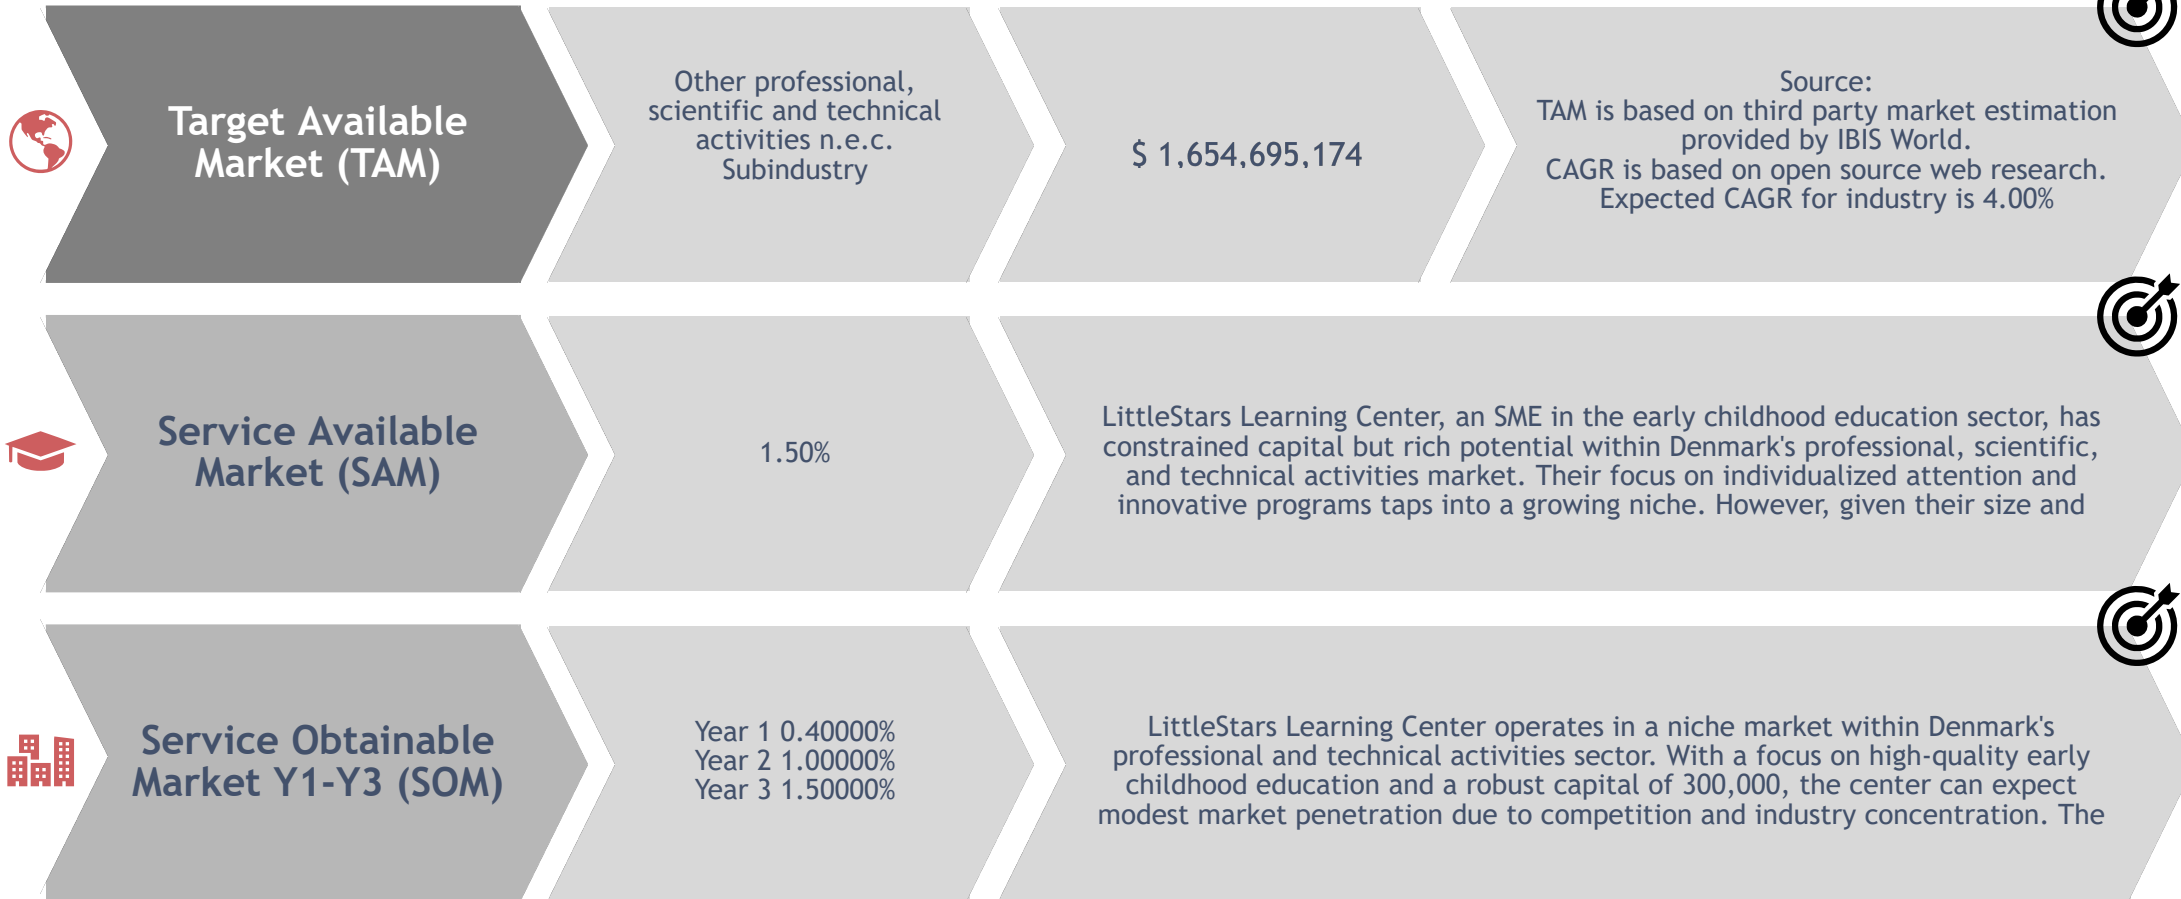 Target Available
Market (TAM)
Other professional,
scientific and technical
activities n.e.c.
Subindustry
$ 1,654,695,174
Source:
TAM is based on third party market estimation
provided by IBIS World.
CAGR is based on open source web research.
Expected CAGR for industry is 4.00%
Service Available
Market (SAM)
1.50%
LittleStars Learning Center, an SME in the early childhood education sector, has
constrained capital but rich potential within Denmark's professional, scientific,
and technical activities market. Their focus on individualized attention and
innovative programs taps into a growing niche. However, given their size and
Service Obtainable
Market Y1-Y3 (SOM)
Year 1 0.40000%
Year 2 1.00000%
Year 3 1.50000%
LittleStars Learning Center operates in a niche market within Denmark's
professional and technical activities sector. With a focus on high-quality early
childhood education and a robust capital of 300,000, the center can expect
modest market penetration due to competition and industry concentration. The